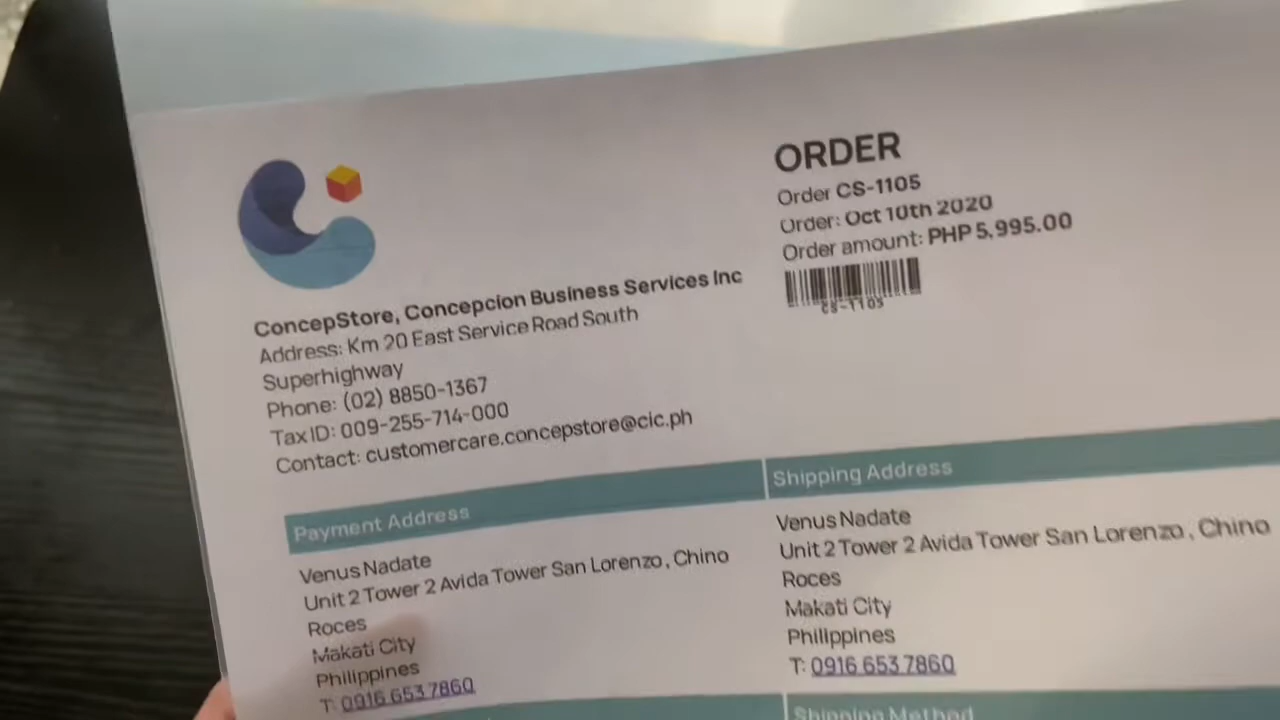 ORDER
Order CS-1105
Order: Oct 10th 2020
Order amount: PHP 5,995.00
CS-1105
ConcepStore, Concepcion Business Services Inc
Address: Km 20 East Service Road South
Superhighway
Phone: (02) 8850-1367
Tax ID: 009-255-714-000
Contact: customercare.concepstore@cic.ph
Payment Address
Venus Nadate
Unit 2 Tower 2 Avida Tower San Lorenzo , Chino
Roces
Makati City
Philippines
T: 0916 653 7860
Shipping Address
Venus Nadate
Unit 2 Tower 2 Avida Tower San Lorenzo , Chino
Roces
Makati City
Philippines
T: 0916 653 7860
Shipping Method